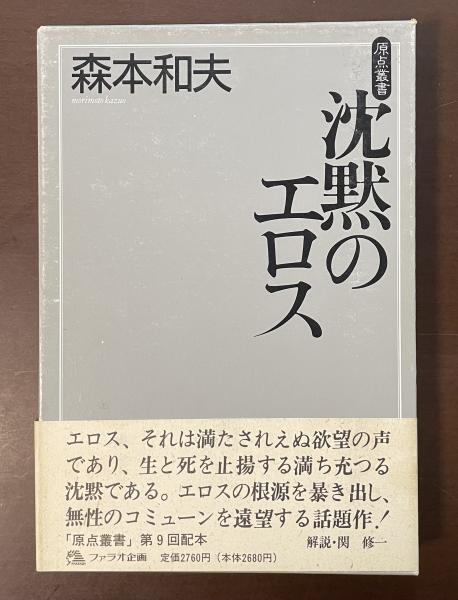 原点叢書
沈黙の
エロス
森本和夫
morimoto kazuo
エロス、それは満たされえぬ欲望の声
であり、生と死を止揚する満ち充つる
沈黙である。エロスの根源を暴き出し、
無性のコミューンを遠望する話題作!
「原点叢書」第9回配本
解説・関 修一
ファラオ企画 定価2760円(本体2680円)